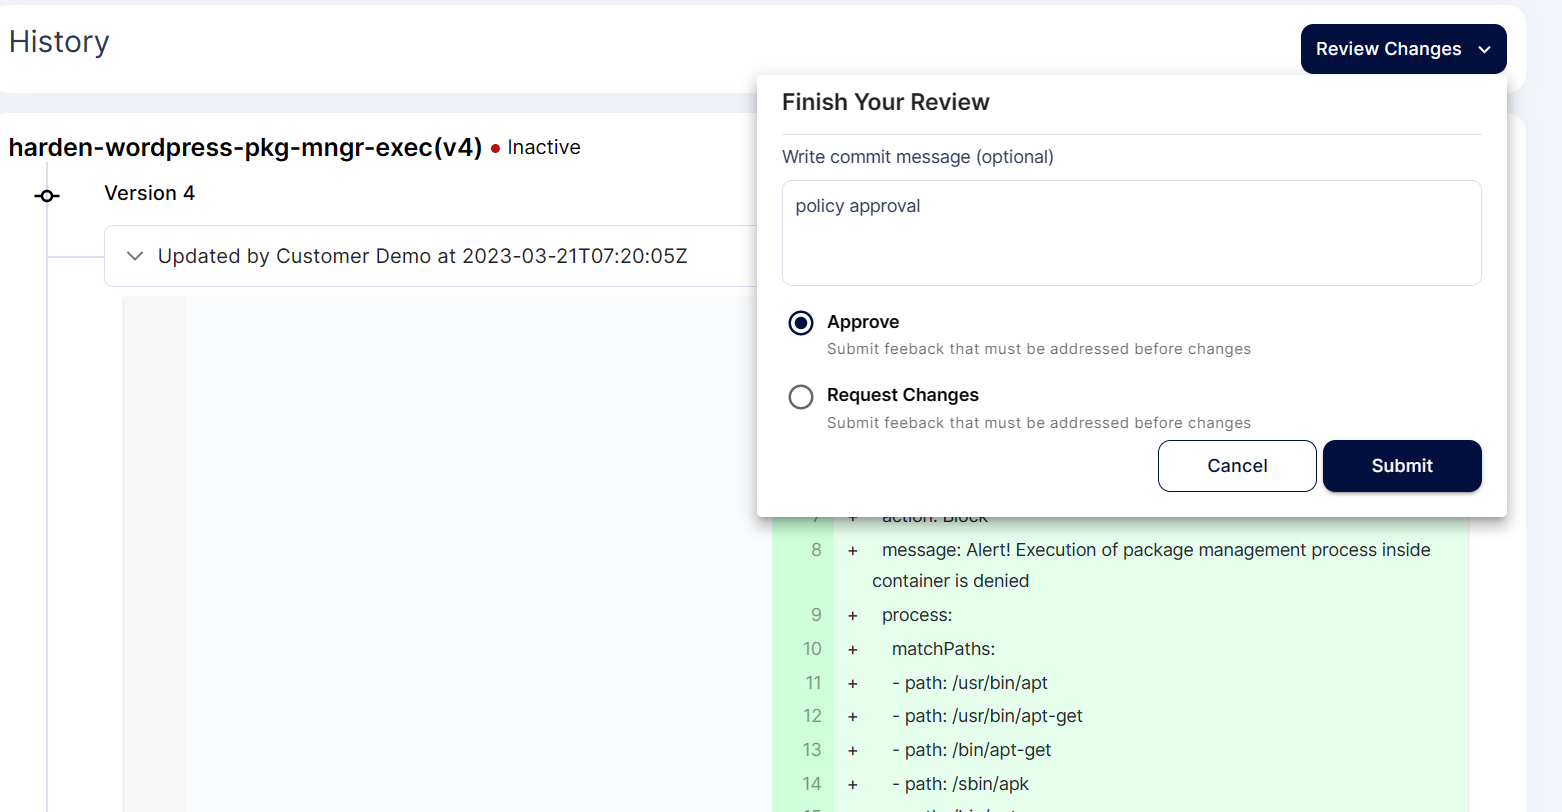 History
Review Changes
Finish Your Review
Write commit message (optional)
policy approval
Approve
Submit feeback that must be addressed before changes
Request Changes
Submit feeback that must be addressed before changes
Cancel Submit
harden-wordpress-pkg-mngr-exec(v4) • Inactive
Version 4
Updated by Customer Demo at 2023-03-21T07:20:05Z
7 + action: Block
8 + message: Alert! Execution of package management process inside
container is denied
9 + process:
10 + matchPaths:
11 + - path: /usr/bin/apt
12 + - path: /usr/bin/apt-get
13 + - path: /bin/apt-get
14 + - path: /sbin/apk